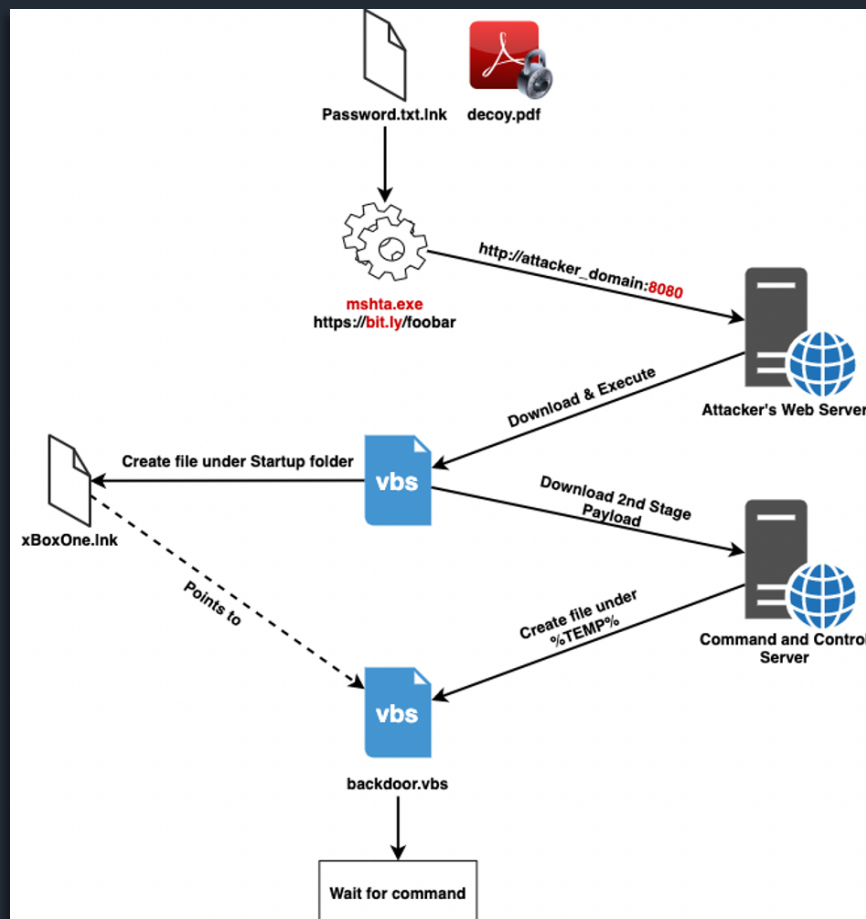 Password.txt.lnk
decoy.pdf
http://attacker_domain:8080
mshta.exe
https://bit.ly/foobar
Attacker's Web Server
Download & Execute
Create file under Startup folder
vbs
Download 2nd Stage
Payload
xBoxOne.lnk
Points to
Create file under
%TEMP%
Command and Control
Server
vbs
backdoor.vbs
Wait for command